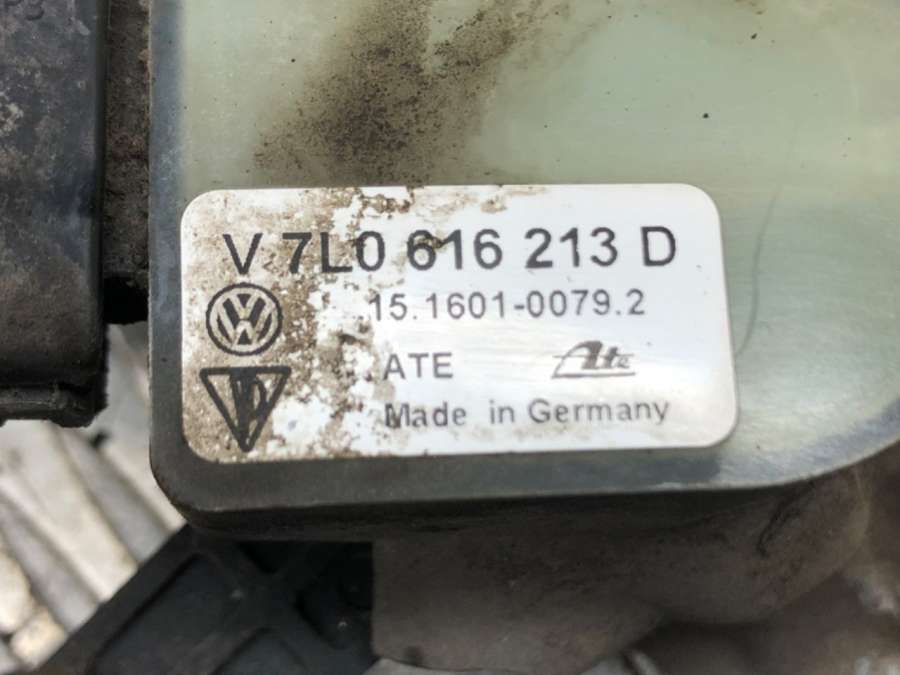 V 7L0 616 213 D
15.1601-0079.2
ATE Ate
Made in Germany